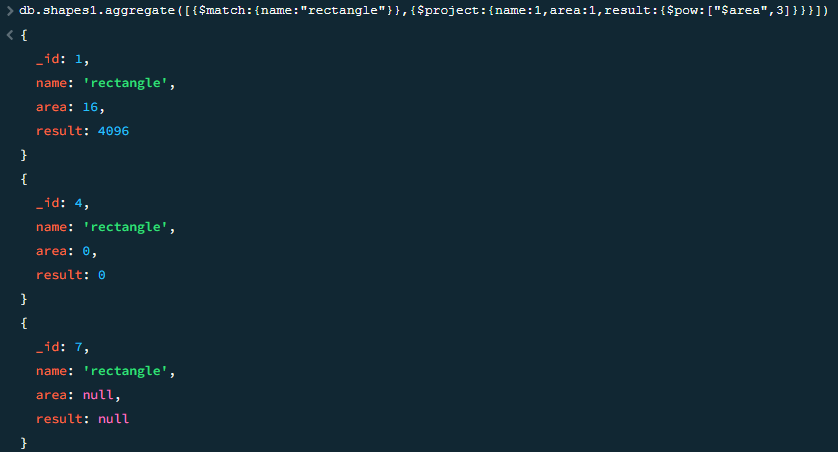 > db.shapes1.aggregate([{$match:{name:"rectangle"}},{$project:{name:1,area:1,result:{$pow:["$area",3]}}}])
< {
_id: 1,
name: 'rectangle',
area: 16,
result: 4096
}
{
_id: 4,
name: 'rectangle',
area: 0,
result: 0
}
{
_id: 7,
name: 'rectangle',
area: null,
result: null
}